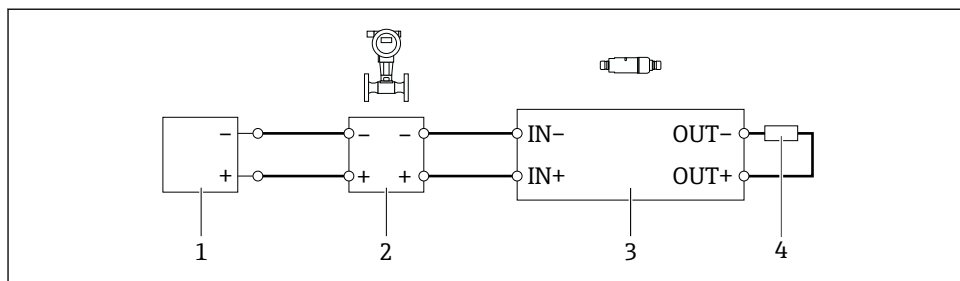 − − − IN− OUT−
+ + + IN+ OUT+
1 2 3 4